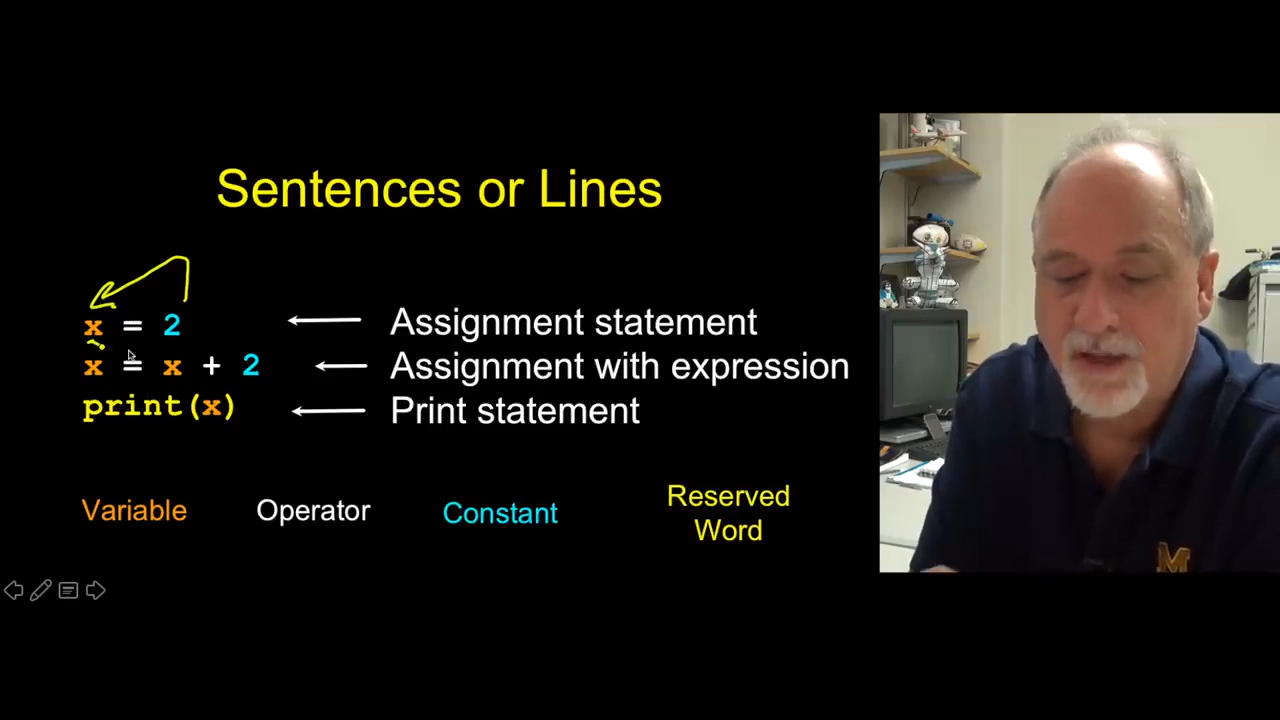 Sentences or Lines
x = 2
Assignment statement
x = x + 2
Assignment with expression
print(x)
Print statement
Variable
Operator
Constant
Reserved
Word
M